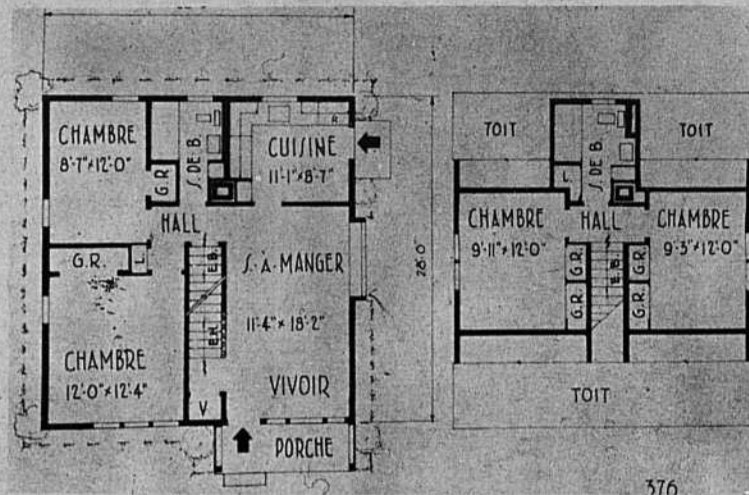 CHAMBRE
8'-7"×12'-0"
G.R.
S. DE B.
CUISINE
11'-1"×8'-7"
R
HALL
G.R.
L.
E.B.
S.-À-MANGER
11'-4"×18'-2"
E.H.
CHAMBRE
12'-0"×12'-4"
VIVOIR
V
PORCHE
28'-0"
TOIT
S. DE B.
TOIT
L.
CHAMBRE
9'-11"×12'-0"
HALL
CHAMBRE
9'-3"×12'-0"
G.R.
G.R.
E.B.
G.R.
G.R.
TOIT
376